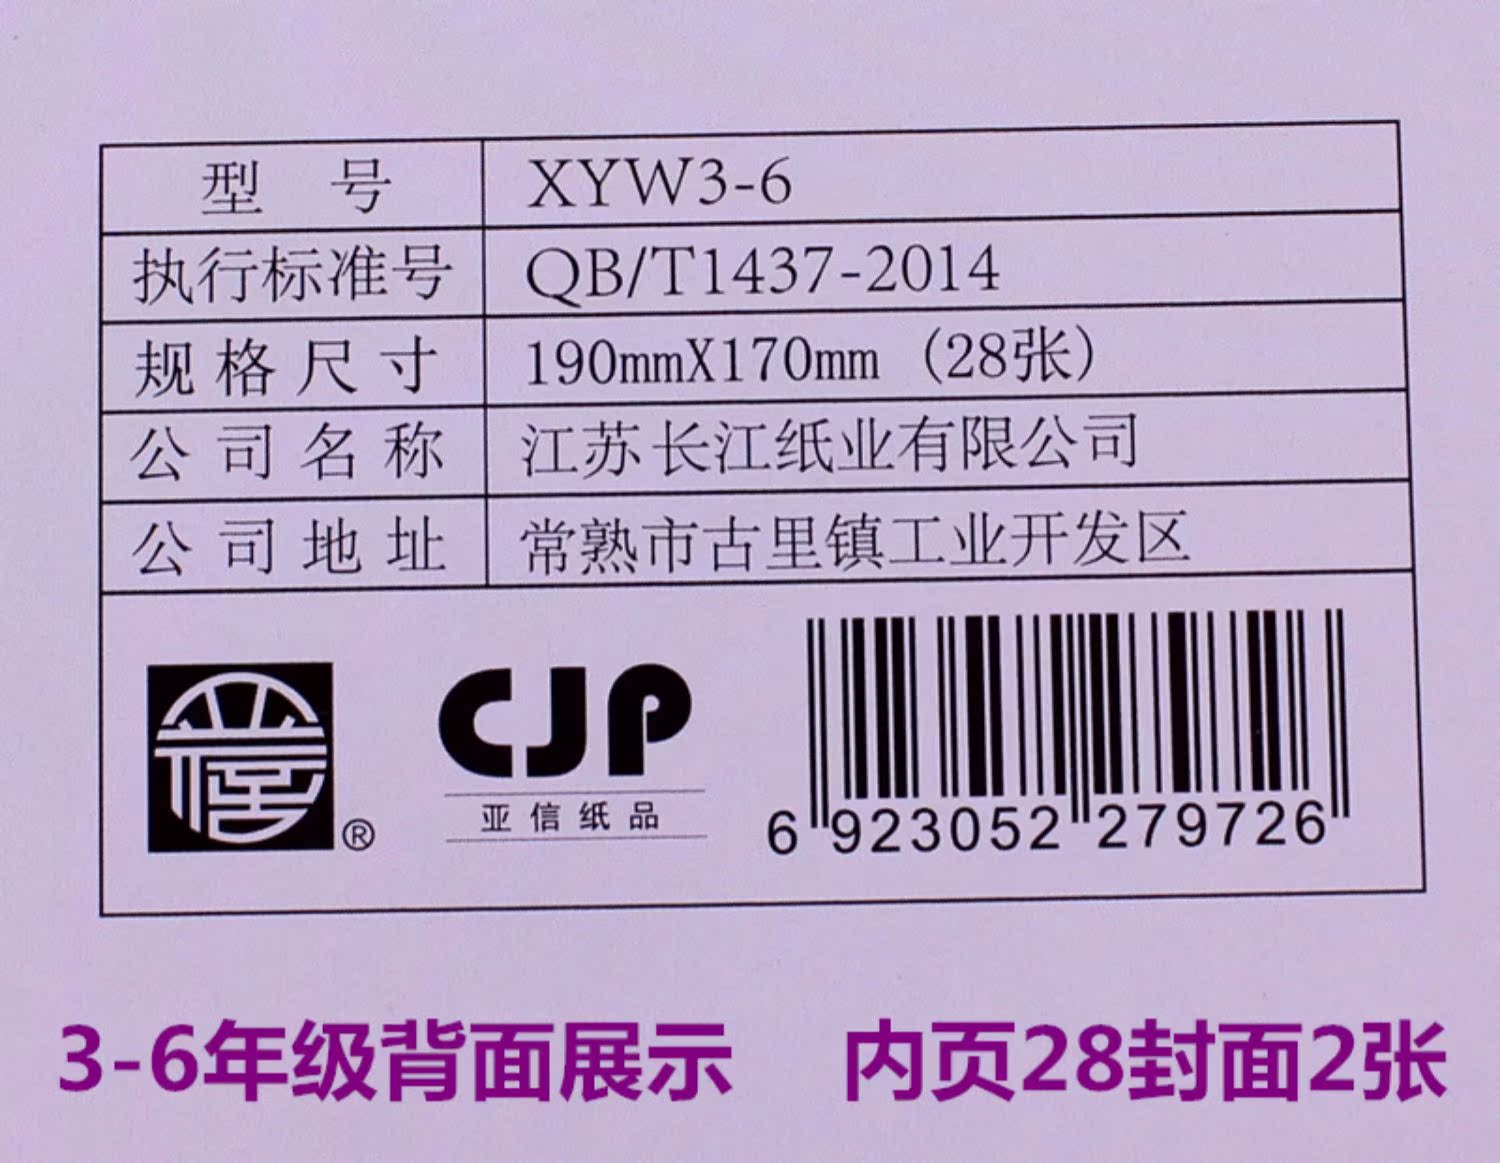 型 号 XYW3-6
执行标准号 QB/T1437-2014
规格尺寸 190mmX170mm (28张)
公司名称 江苏长江纸业有限公司
公司地址 常熟市古里镇工业开发区
®
CJP
亚信纸品
6 923052 279726
3-6年级背面展示 内页28封面2张